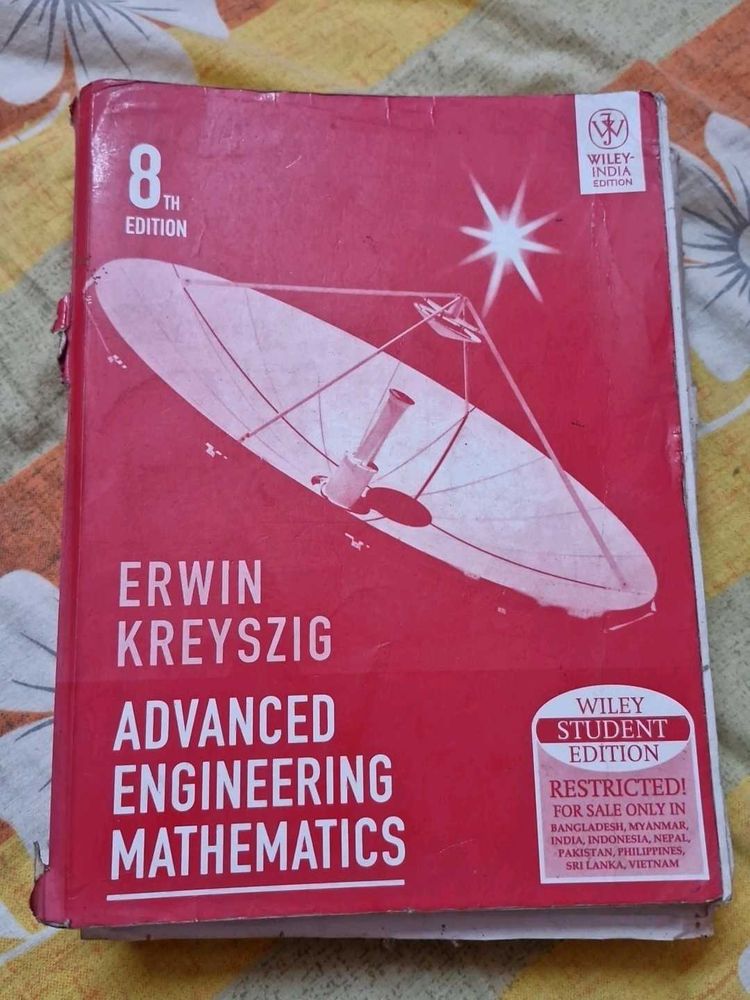 8TH
EDITION
WILEY-
INDIA
EDITION
ERWIN
KREYSZIG
ADVANCED
ENGINEERING
MATHEMATICS
WILEY
STUDENT
EDITION
RESTRICTED!
FOR SALE ONLY IN
BANGLADESH, MYANMAR,
INDIA, INDONESIA, NEPAL,
PAKISTAN, PHILIPPINES,
SRI LANKA, VIETNAM